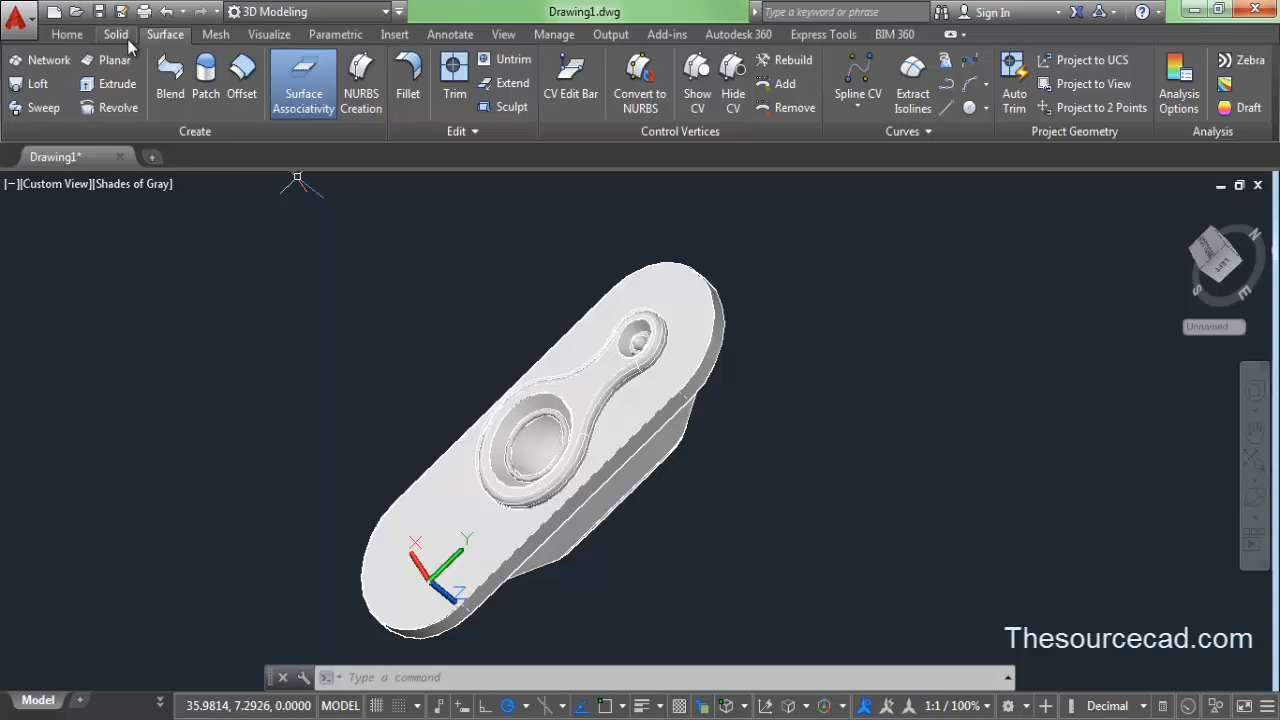 3D Modeling Drawing1.dwg Type a keyword or phrase Sign In
Home Solid Surface Mesh Visualize Parametric Insert Annotate View Manage Output Add-ins Autodesk 360 Express Tools BIM 360
Network Planar Untrim Rebuild Project to UCS Zebra
Loft Extrude Extend Add Project to View
Sweep Revolve Sculpt Remove Project to 2 Points Draft
Blend Patch Offset Surface Associativity NURBS Creation Fillet Trim CV Edit Bar Convert to NURBS Show CV Hide CV Spline CV Extract Isolines Auto Trim Analysis Options
Create Edit Control Vertices Curves Project Geometry Analysis
Drawing1*
[−][Custom View][Shades of Gray]
N
BOTTOM LEFT
S E
Unnamed
X Y
Z
Thesourcecad.com
Type a command
Model 35.9814, 7.2926, 0.0000 MODEL 1:1 / 100% Decimal